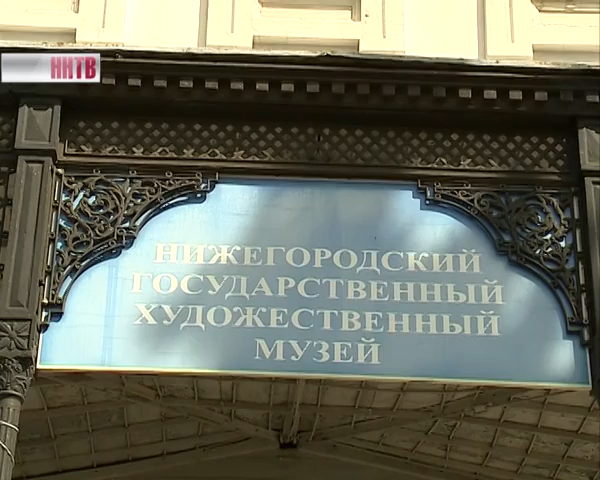 ННТВ
НИЖЕГОРОДСКИЙ
ГОСУДАРСТВЕННЫЙ
ХУДОЖЕСТВЕННЫЙ
МУЗЕЙ